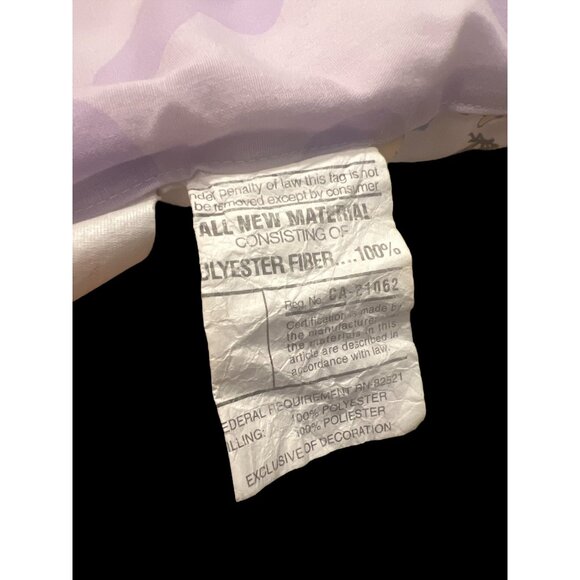 nder penalty of law this tag is not
be removed except by consumer
ALL NEW MATERIAL
CONSISTING OF
OLYESTER FIBER....100%
Reg. No. CA-21062
Certification is made by
the manufacturer
the materials in this
article are described in
accordance with law.
FEDERAL REQUIREMENT RN 82521
100% POLYESTER
ILLING: 100% POLIESTER
EXCLUSIVE OF DECORATION